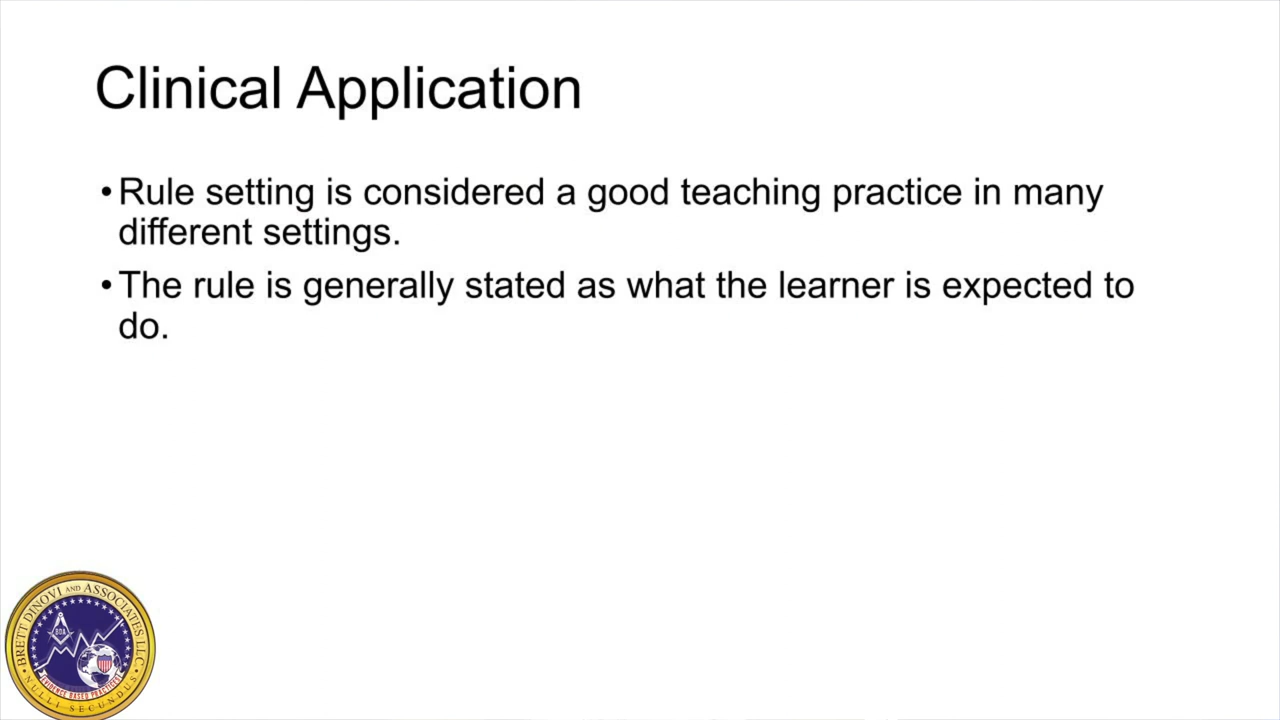 Clinical Application
• Rule setting is considered a good teaching practice in many
different settings.
• The rule is generally stated as what the learner is expected to
do.
BRETT DINOVI AND ASSOCIATES LLC
BDA
EVIDENCE BASED PRACTICES
• NULLI SECUNDUS •